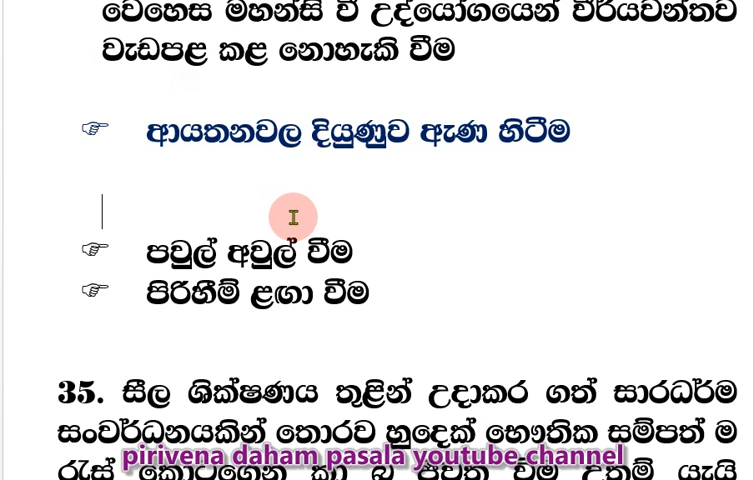 වෙහෙස මහන්සි වී උද්යෝගයෙන් වීර්යවන්තව
වැඩපළ කළ නොහැකි වීම
☞ ආයතනවල දියුණුව ඇණ හිටීම
☞ පවුල් අවුල් වීම
☞ පිරිහීම් ළඟා වීම
35. සීල ශික්ෂණය තුළින් උදාකර ගත් සාරධර්ම
සංවර්ධනයකින් තොරව හුදෙක් භෞතික සම්පත් ම
රැස්
pirivena daham pasala youtube channel